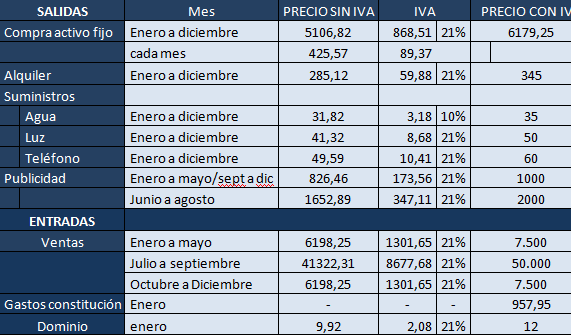 SALIDAS Mes PRECIO SIN IVA IVA PRECIO CON IV
Compra activo fijo Enero a diciembre 5106,82 868,51 21% 6179,25
cada mes 425,57 89,37
Alquiler Enero a diciembre 285,12 59,88 21% 345
Suministros
Agua Enero a diciembre 31,82 3,18 10% 35
Luz Enero a diciembre 41,32 8,68 21% 50
Teléfono Enero a diciembre 49,59 10,41 21% 60
Publicidad Enero a mayo/sept a dic 826,46 173,56 21% 1000
Junio a agosto 1652,89 347,11 21% 2000
ENTRADAS
Ventas Enero a mayo 6198,25 1301,65 21% 7.500
Julio a septiembre 41322,31 8677,68 21% 50.000
Octubre a Diciembre 6198,25 1301,65 21% 7.500
Gastos constitución Enero - - - 957,95
Dominio enero 9,92 2,08 21% 12